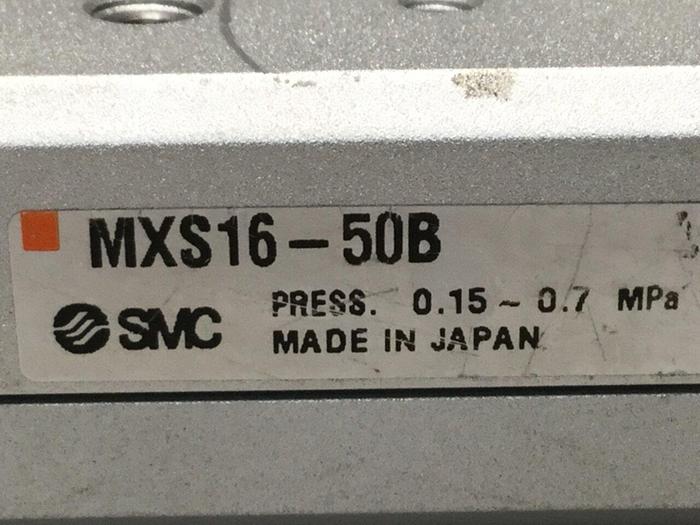 MXS16-50B
SMC
PRESS. 0.15~0.7 MPa
MADE IN JAPAN